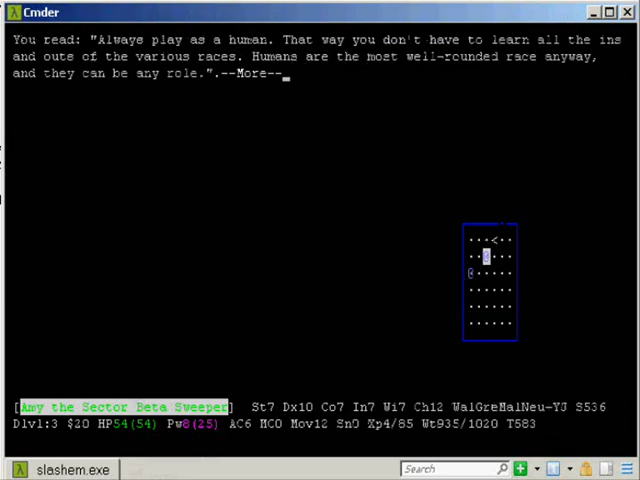 Cmder
You read: "Always play as a human. That way you don't have to learn all the ins
and outs of the various races. Humans are the most well-rounded race anyway,
and they can be any role.".--More--
[Amy the Sector Beta Sweeper] St7 Dx10 Co7 In7 Wi7 Ch12 WalGreMalNeu-YJ S536
Dlvl:3 $20 HP54(54) Pw8(25) AC6 MC0 Mov12 Sn0 Xp4/85 Wt935/1020 T583
slashem.exe
Search